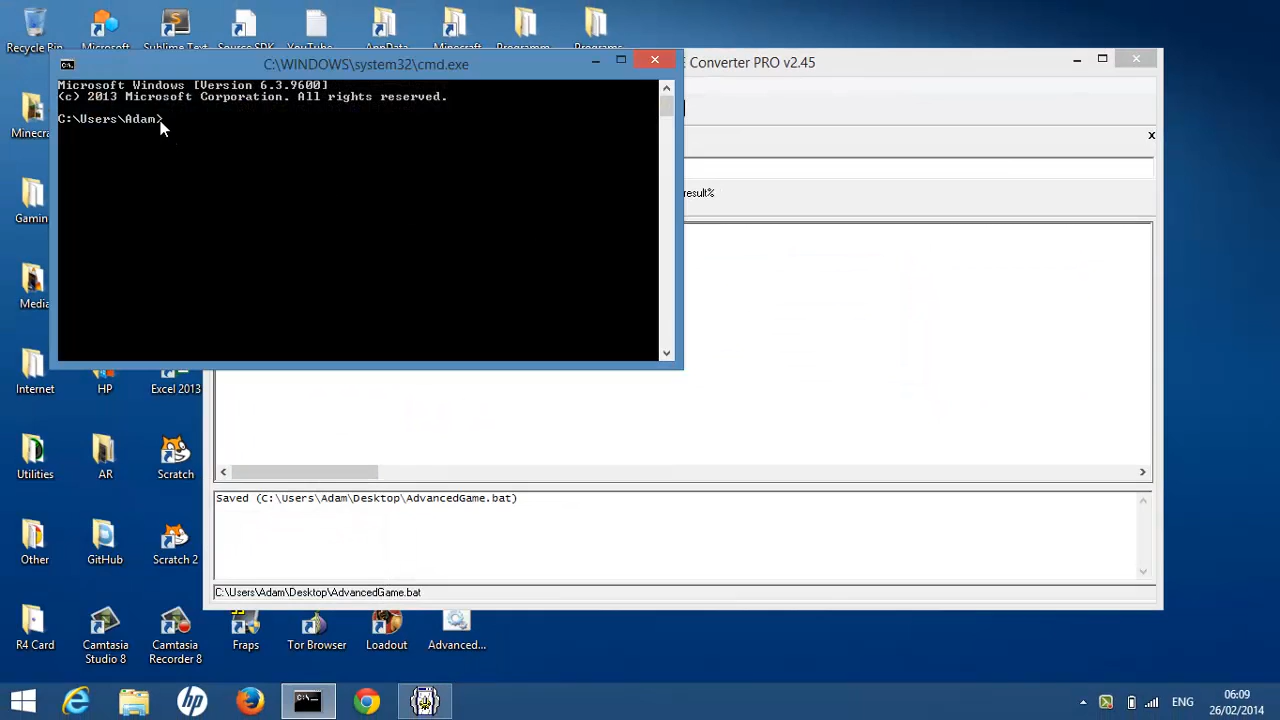 Recycle Bin
Microsoft
Sublime Text
Source SDK
YouTube
AppData
Minecraft
Programs
C:\WINDOWS\system32\cmd.exe
Converter PRO v2.45
Microsoft Windows [Version 6.3.9600]
(c) 2013 Microsoft Corporation. All rights reserved.
C:\Users\Adam>
x
result%
Minecra
Gamin
Media
Internet
HP
Excel 2013
Utilities
AR
Scratch
Saved (C:\Users\Adam\Desktop\AdvancedGame.bat)
Other
GitHub
Scratch 2
C:\Users\Adam\Desktop\AdvancedGame.bat
R4 Card
Camtasia
Studio 8
Camtasia
Recorder 8
Fraps
Tor Browser
Loadout
Advanced...
ENG
06:09
26/02/2014